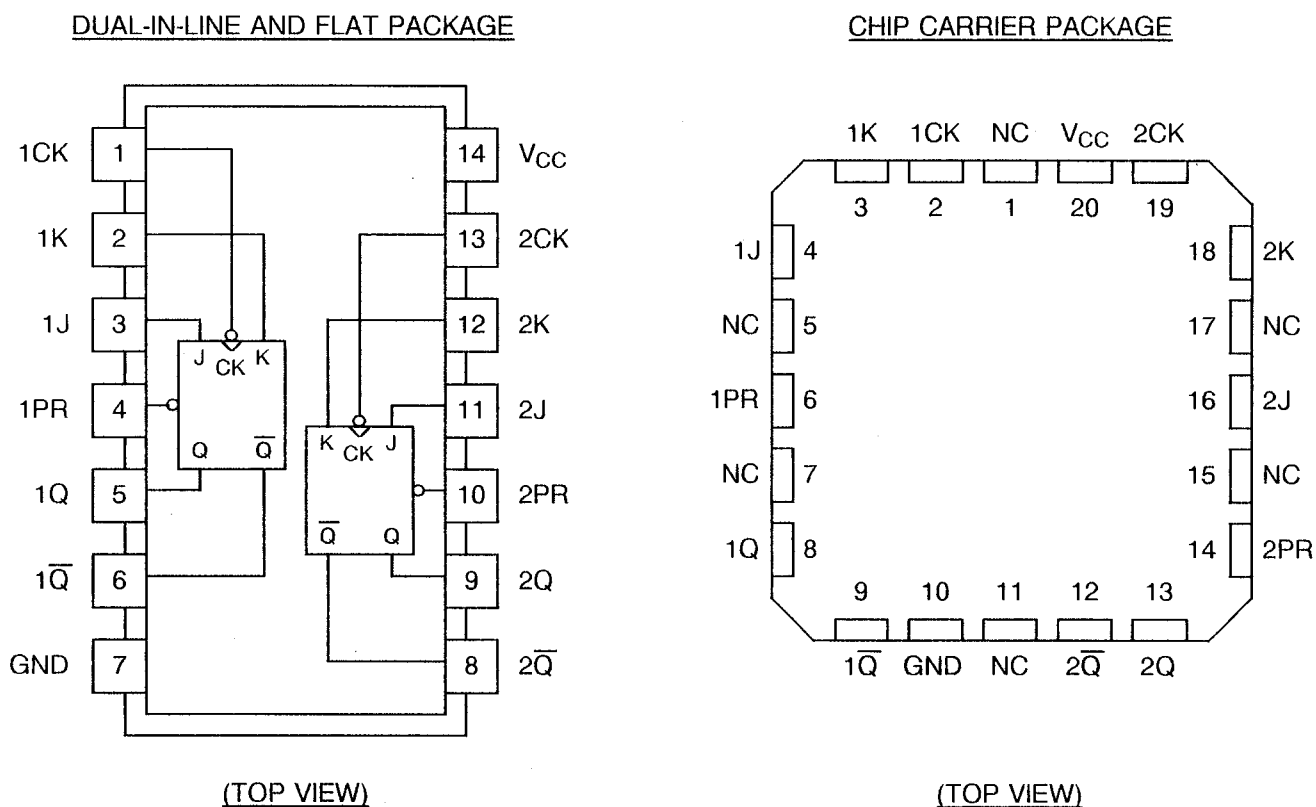 DUAL-IN-LINE AND FLAT PACKAGE
1CK 1 14 VCC
1K 2 13 2CK
1J 3 12 2K
J CK K
1PR 4 11 2J
K CK J
Q Q̅
1Q 5 10 2PR
Q̅ Q
1Q̅ 6 9 2Q
GND 7 8 2Q̅
(TOP VIEW)
CHIP CARRIER PACKAGE
1K 1CK NC VCC 2CK
3 2 1 20 19
1J 4 18 2K
NC 5 17 NC
1PR 6 16 2J
NC 7 15 NC
1Q 8 14 2PR
9 10 11 12 13
1Q̅ GND NC 2Q̅ 2Q
(TOP VIEW)